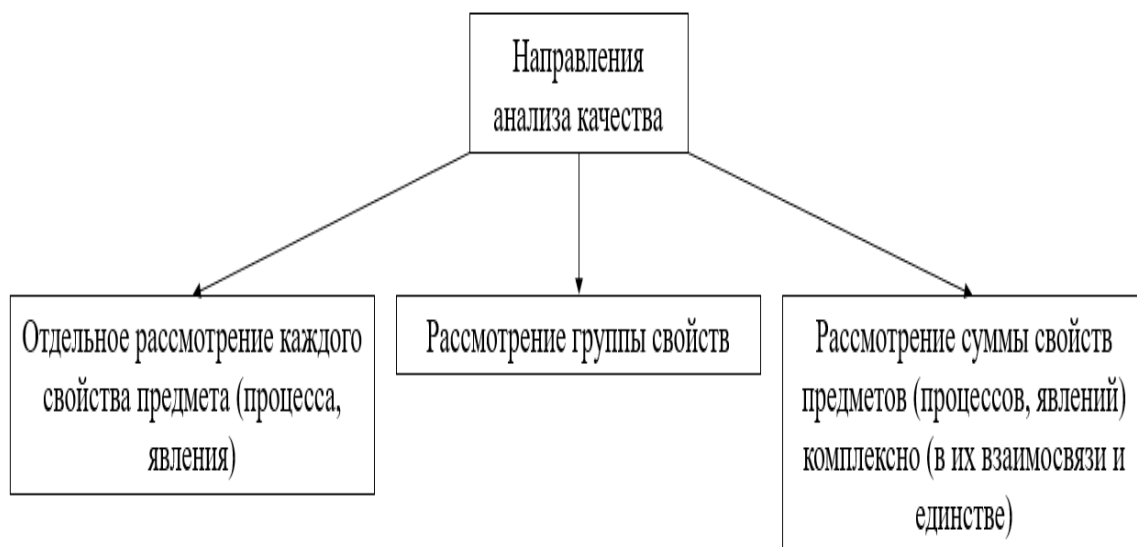 Направления
анализа качества
Отдельное рассмотрение каждого
свойства предмета (процесса,
явления)
Рассмотрение группы свойств
Рассмотрение суммы свойств
предметов (процессов, явлений)
комплексно (в их взаимосвязи и
единстве)